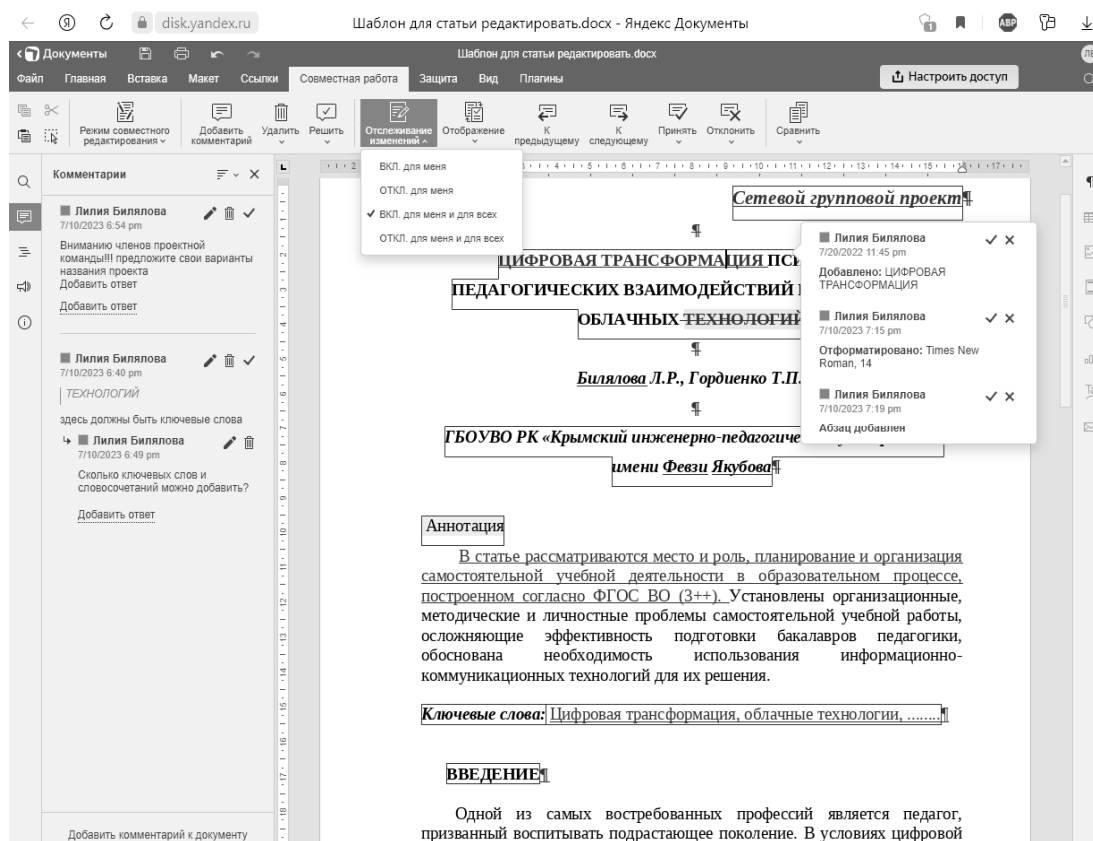 disk.yandex.ru
Шаблон для статьи редактировать.docx - Яндекс Документы
ABP
Документы
Шаблон для статьи редактировать.docx
Файл Главная Вставка Макет Ссылки Совместная работа Защита Вид Плагины
Настроить доступ
Режим совместного редактирования
Добавить комментарий
Удалить
Решить
Отслеживание изменений
Отображение
К предыдущему
К следующему
Принять
Отклонить
Сравнить
ВКЛ. для меня
ОТКЛ. для меня
ВКЛ. для меня и для всех
ОТКЛ. для меня и для всех
Комментарии
Лилия Билялова
7/10/2023 6:54 pm
Вниманию членов проектной
команды!!! предложите свои варианты
названия проекта
Добавить ответ
Добавить ответ
Лилия Билялова
7/10/2023 6:40 pm
ТЕХНОЛОГИЙ
здесь должны быть ключевые слова
Лилия Билялова
7/10/2023 6:49 pm
Сколько ключевых слов и
словосочетаний можно добавить?
Добавить ответ
Добавить комментарий к документу
Сетевой групповой проект¶
¶
ЦИФРОВАЯ ТРАНСФОРМАЦИЯ
ПЕДАГОГИЧЕСКИХ ВЗАИМОДЕЙСТВИЙ
ОБЛАЧНЫХ ТЕХНОЛОГИЙ
¶
Билялова Л.Р., Гордиенко Т.П.
¶
ГБОУВО РК «Крымский
имени Февзи Якубова¶
Лилия Билялова
7/20/2022 11:45 pm
Добавлено: ЦИФРОВАЯ
ТРАНСФОРМАЦИЯ
Лилия Билялова
7/10/2023 7:15 pm
Отформатировано: Times New
Roman, 14
Лилия Билялова
7/10/2023 7:19 pm
Абзац добавлен
Аннотация
В статье рассматриваются место и роль, планирование и организация
самостоятельной учебной деятельности в образовательном процессе,
построенном согласно ФГОС ВО (3++). Установлены организационные,
методические и личностные проблемы самостоятельной учебной работы,
осложняющие эффективность подготовки бакалавров педагогики,
обоснована необходимость использования информационно-
коммуникационных технологий для их решения.
Ключевые слова: Цифровая трансформация, облачные технологии, ........¶
ВВЕДЕНИЕ¶
Одной из самых востребованных профессий является педагог,
призванный воспитывать подрастающее поколение. В условиях цифровой